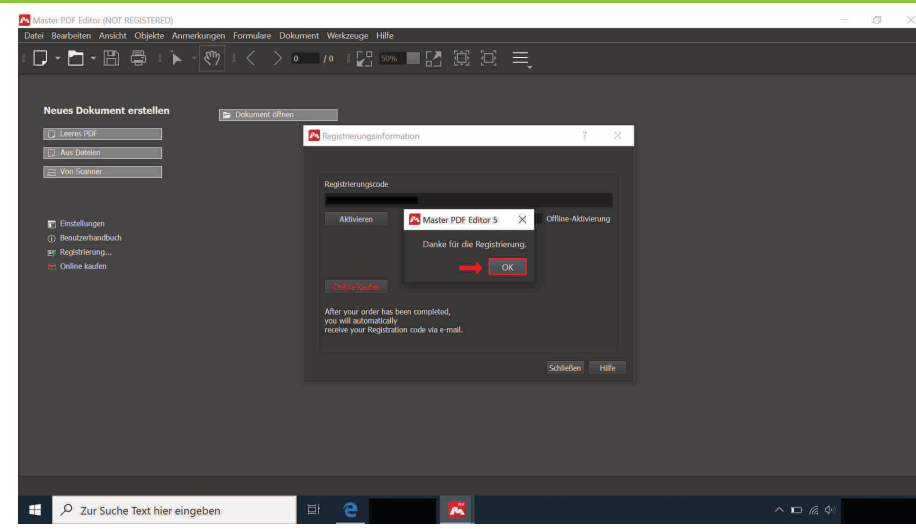 Master PDF Editor (NOT REGISTERED)
Datei Bearbeiten Ansicht Objekte Anmerkungen Formulare Dokument Werkzeuge Hilfe
0 / 0 50%
Neues Dokument erstellen
Dokument öffnen
Leeres PDF
Aus Dateien
Von Scanner
Einstellungen
Benutzerhandbuch
Registrierung...
Online kaufen
Registrierungsinformation ?
Registrierungscode
Aktivieren
Offline-Aktivierung
Master PDF Editor 5
Danke für die Registrierung.
OK
Online kaufen
After your order has been completed,
you will automatically
receive your Registration code via e-mail.
Schließen Hilfe
Zur Suche Text hier eingeben